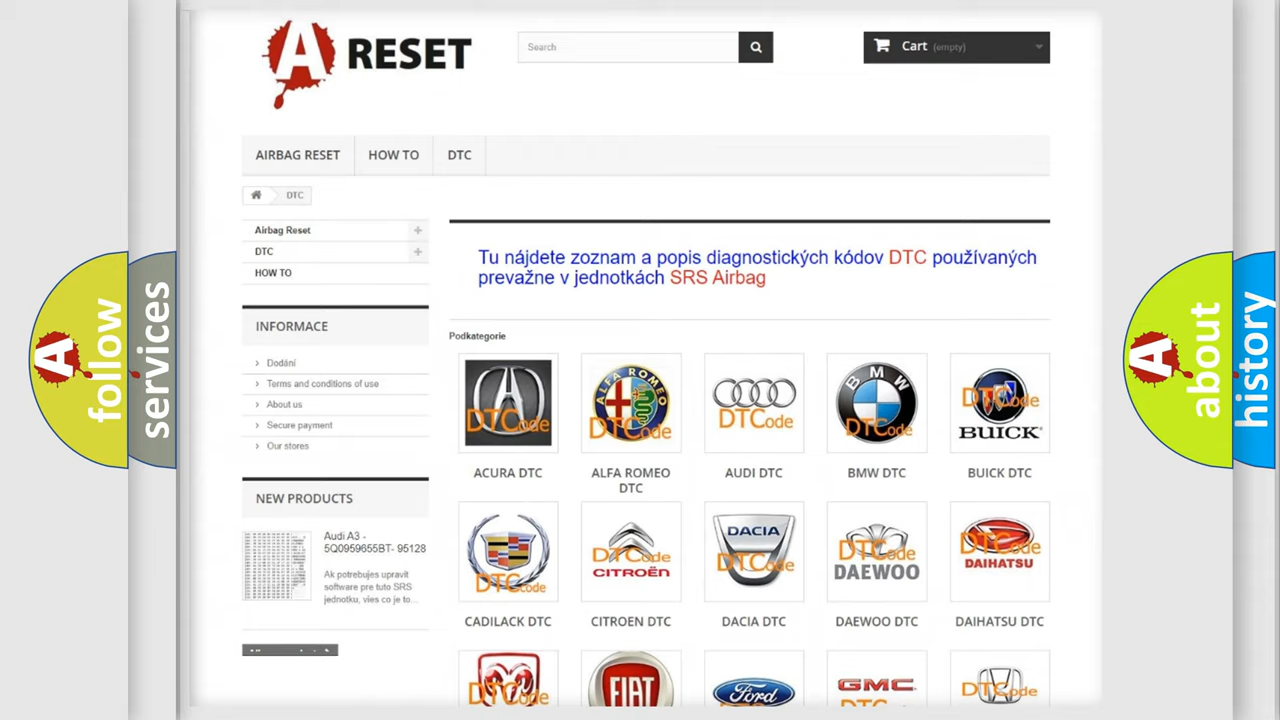 A RESET
Search
Cart (empty)
AIRBAG RESET
HOW TO
DTC
DTC
Airbag Reset
DTC
HOW TO
Tu nájdete zoznam a popis diagnostických kódov DTC používaných
prevažne v jednotkách SRS Airbag
INFORMACE
Dodání
Terms and conditions of use
About us
Secure payment
Our stores
NEW PRODUCTS
Audi A3 -
5Q0959655BT- 95128
Ak potrebujes upravit
software pre tuto SRS
jednotku, vies co je to...
Podkategorie
DTCode
ALFA ROMEO
DTCode
DTCode
BMW
DTCode
DTCode
BUICK
ACURA DTC
ALFA ROMEO
DTC
AUDI DTC
BMW DTC
BUICK DTC
DTCode
DTCode
CITROËN
DACIA
DTCode
DTCode
DAEWOO
DTCode
DAIHATSU
CADILACK DTC
CITROEN DTC
DACIA DTC
DAEWOO DTC
DAIHATSU DTC
DTCode
FIAT
Ford
GMC
DTCode
A follow
services
A about
history